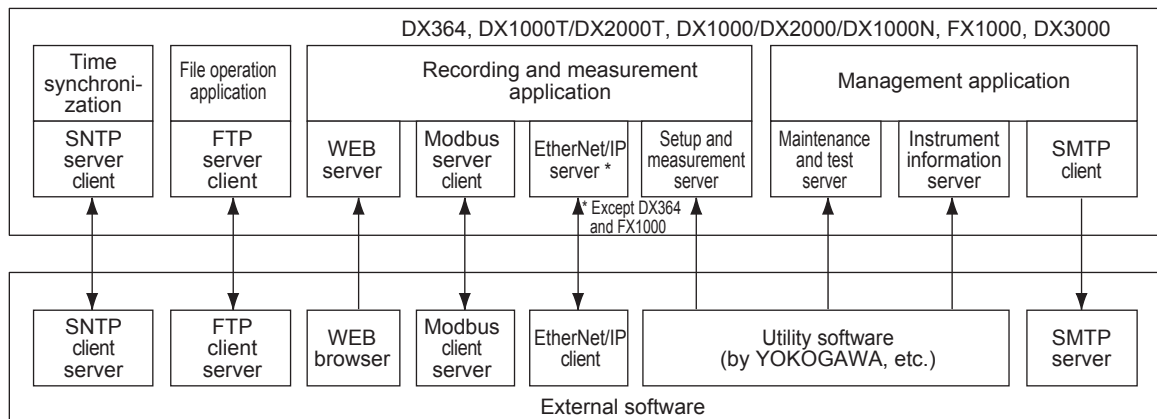 DX364, DX1000T/DX2000T, DX1000/DX2000/DX1000N, FX1000, DX3000
Time
synchroni-
zation
File operation
application
Recording and measurement
application
Management application
SNTP
server
client
FTP
server
client
WEB
server
Modbus
server
client
EtherNet/IP
server *
Setup and
measurement
server
Maintenance
and test
server
Instrument
information
server
SMTP
client
* Except DX364
and FX1000
SNTP
client
server
FTP
client
server
WEB
browser
Modbus
client
server
EtherNet/IP
client
Utility software
(by YOKOGAWA, etc.)
SMTP
server
External software